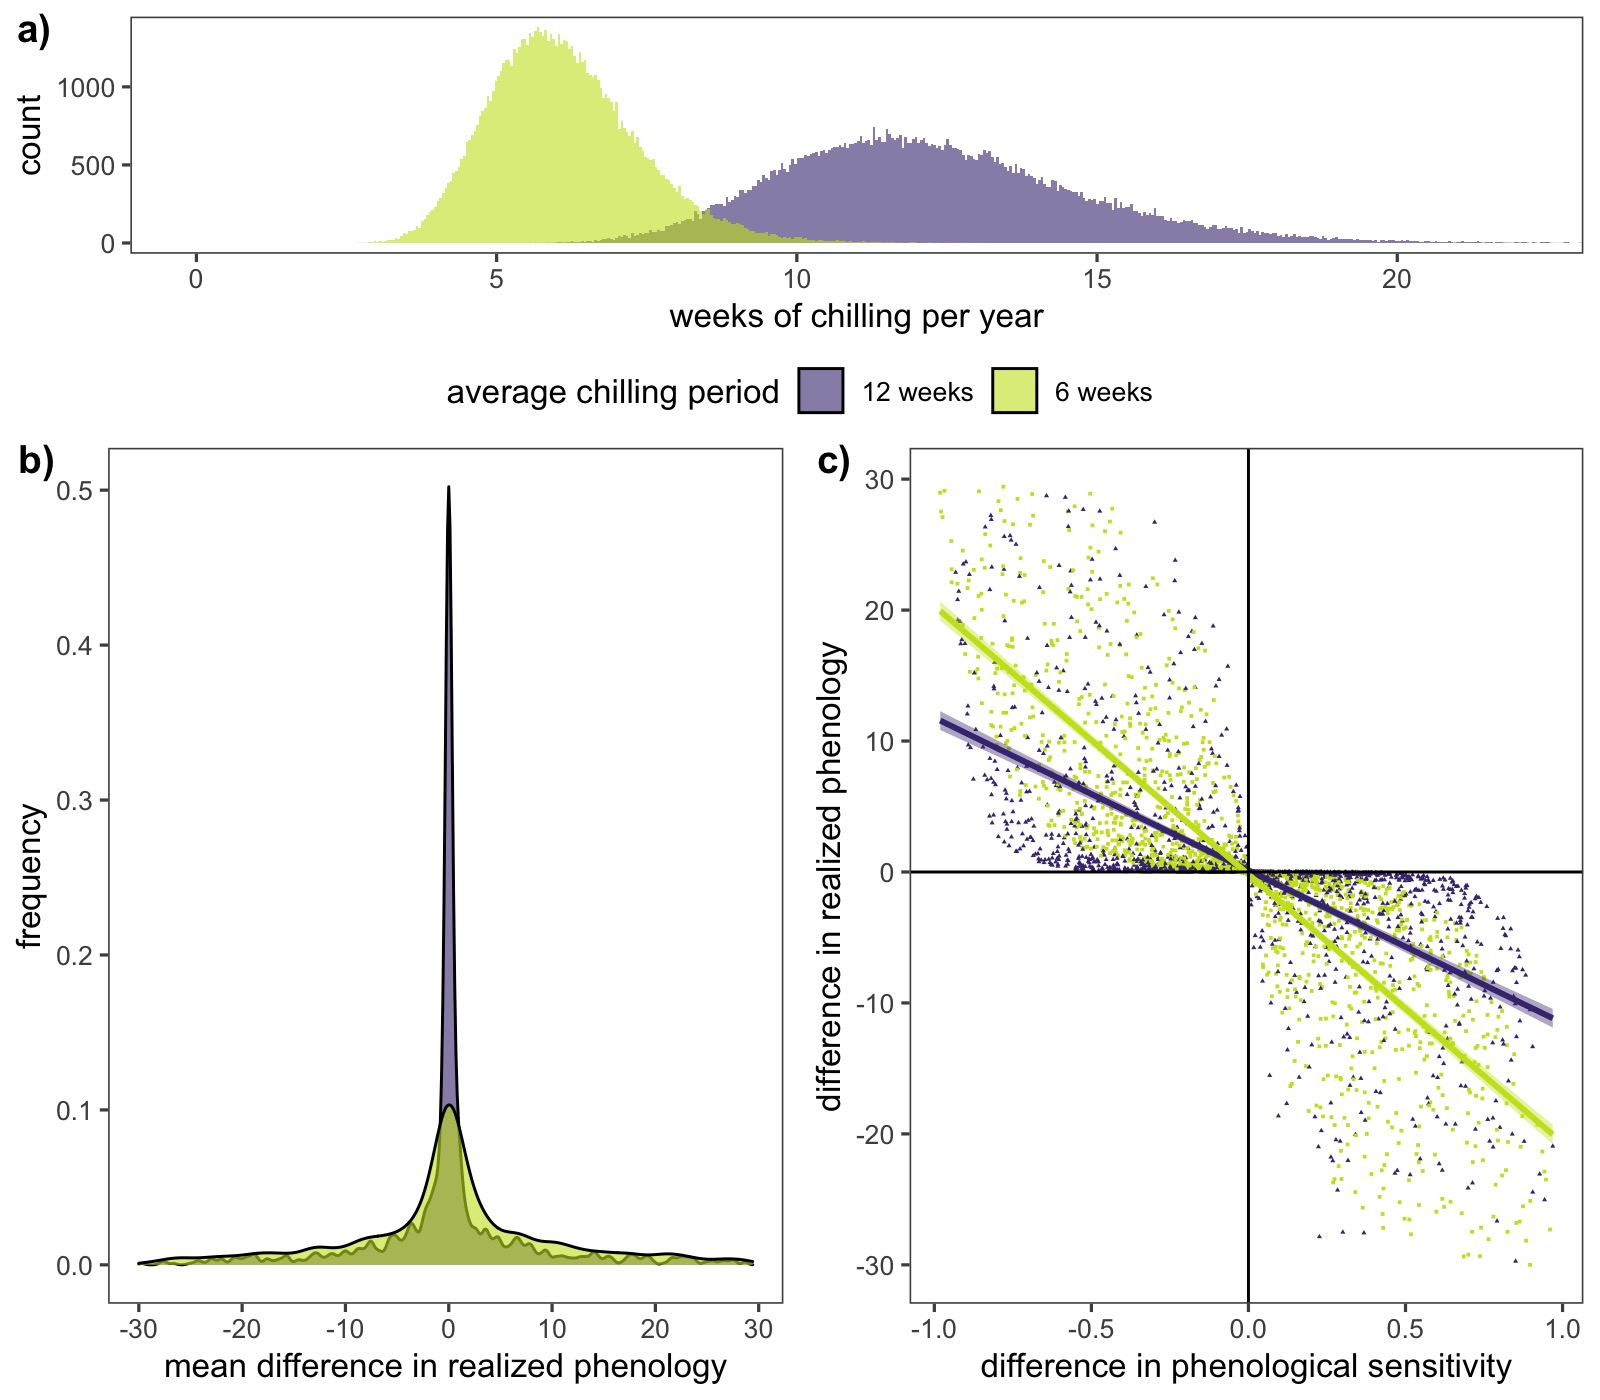 a)
count
1000
500
0
0 5 10 15 20
weeks of chilling per year
average chilling period 12 weeks 6 weeks
b)
frequency
0.5
0.4
0.3
0.2
0.1
0.0
-30 -20 -10 0 10 20 30
mean difference in realized phenology
c)
difference in realized phenology
30
20
10
0
-10
-20
-30
-1.0 -0.5 0.0 0.5 1.0
difference in phenological sensitivity